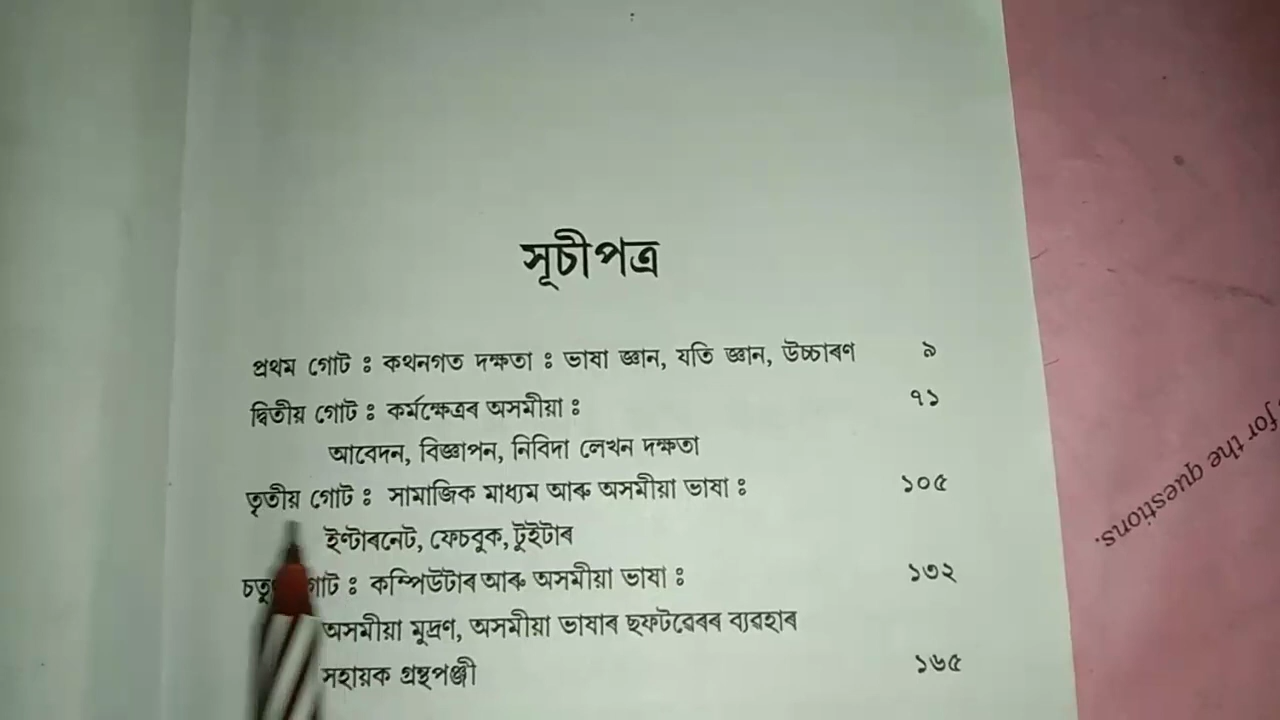 সূচীপত্ৰ
প্ৰথম গোট : কথনগত দক্ষতা : ভাষা জ্ঞান, যতি জ্ঞান, উচ্চাৰণ ৯
দ্বিতীয় গোট : কৰ্মক্ষেত্ৰৰ অসমীয়া : ৭১
আবেদন, বিজ্ঞাপন, নিবিদা লেখন দক্ষতা
তৃতীয় গোট : সামাজিক মাধ্যম আৰু অসমীয়া ভাষা : ১০৫
ইণ্টাৰনেট, ফেচবুক, টুইটাৰ
গোট : কম্পিউটাৰ আৰু অসমীয়া ভাষা : ১৩২
অসমীয়া মুদ্ৰণ, অসমীয়া ভাষাৰ ছফটৱেৰৰ ব্যৱহাৰ
সহায়ক গ্ৰন্থপঞ্জী ১৬৫
for the questions.